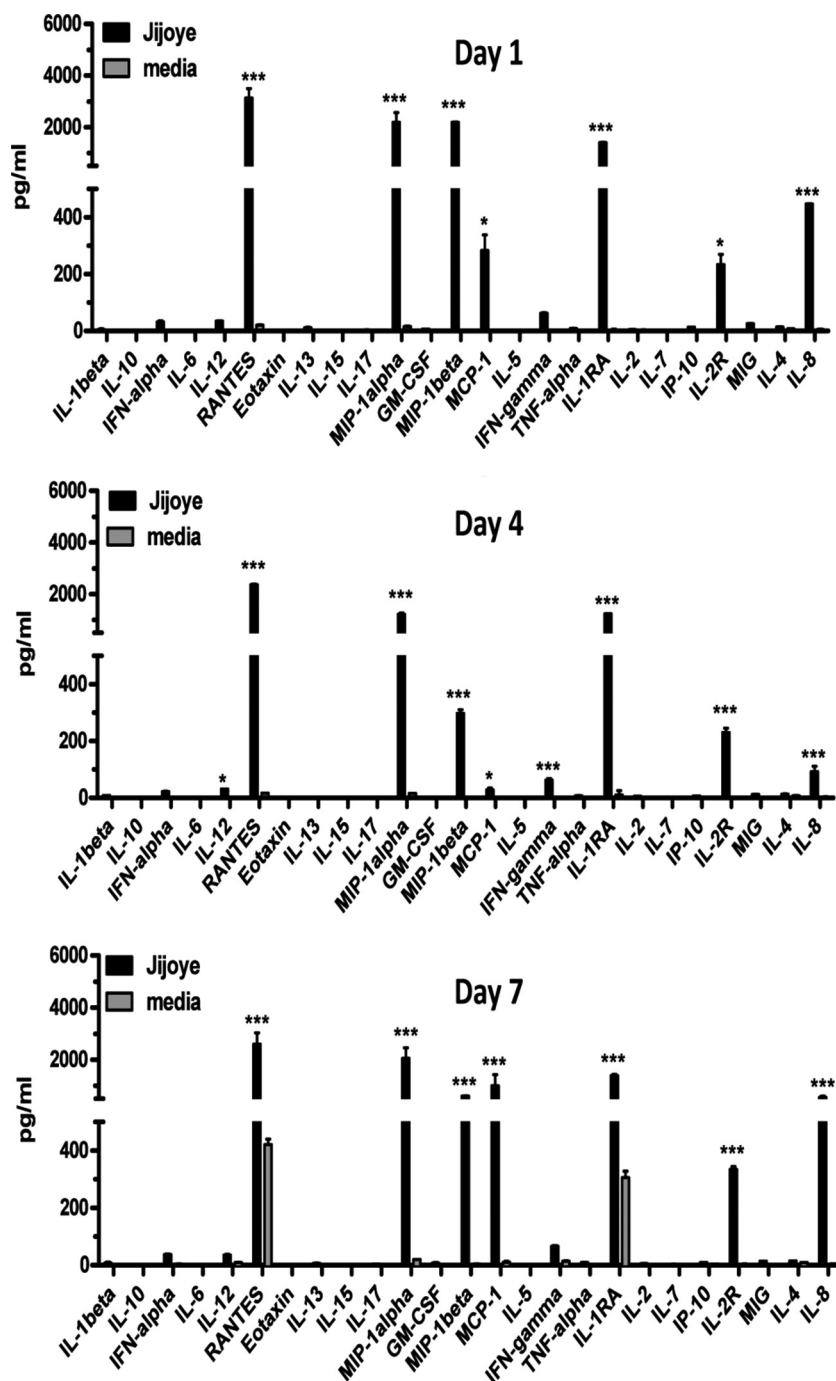 Jijoye
media
Day 1
pg/ml
6000
4000
2000
400
200
0
***
***
***
*
***
*
***
IL-1beta
IL-10
IFN-alpha
IL-6
IL-12
RANTES
Eotaxin
IL-13
IL-15
IL-17
MIP-1alpha
GM-CSF
MIP-1beta
MCP-1
IL-5
IFN-gamma
TNF-alpha
IL-1RA
IL-2
IL-7
IP-10
IL-2R
MIG
IL-4
IL-8
Jijoye
media
Day 4
pg/ml
6000
4000
2000
400
200
0
*
***
***
***
*
***
***
***
***
IL-1beta
IL-10
IFN-alpha
IL-6
IL-12
RANTES
Eotaxin
IL-13
IL-15
IL-17
MIP-1alpha
GM-CSF
MIP-1beta
MCP-1
IL-5
IFN-gamma
TNF-alpha
IL-1RA
IL-2
IL-7
IP-10
IL-2R
MIG
IL-4
IL-8
Jijoye
media
Day 7
pg/ml
6000
4000
2000
400
200
0
***
***
***
***
***
***
***
IL-1beta
IL-10
IFN-alpha
IL-6
IL-12
RANTES
Eotaxin
IL-13
IL-15
IL-17
MIP-1alpha
GM-CSF
MIP-1beta
MCP-1
IL-5
IFN-gamma
TNF-alpha
IL-1RA
IL-2
IL-7
IP-10
IL-2R
MIG
IL-4
IL-8